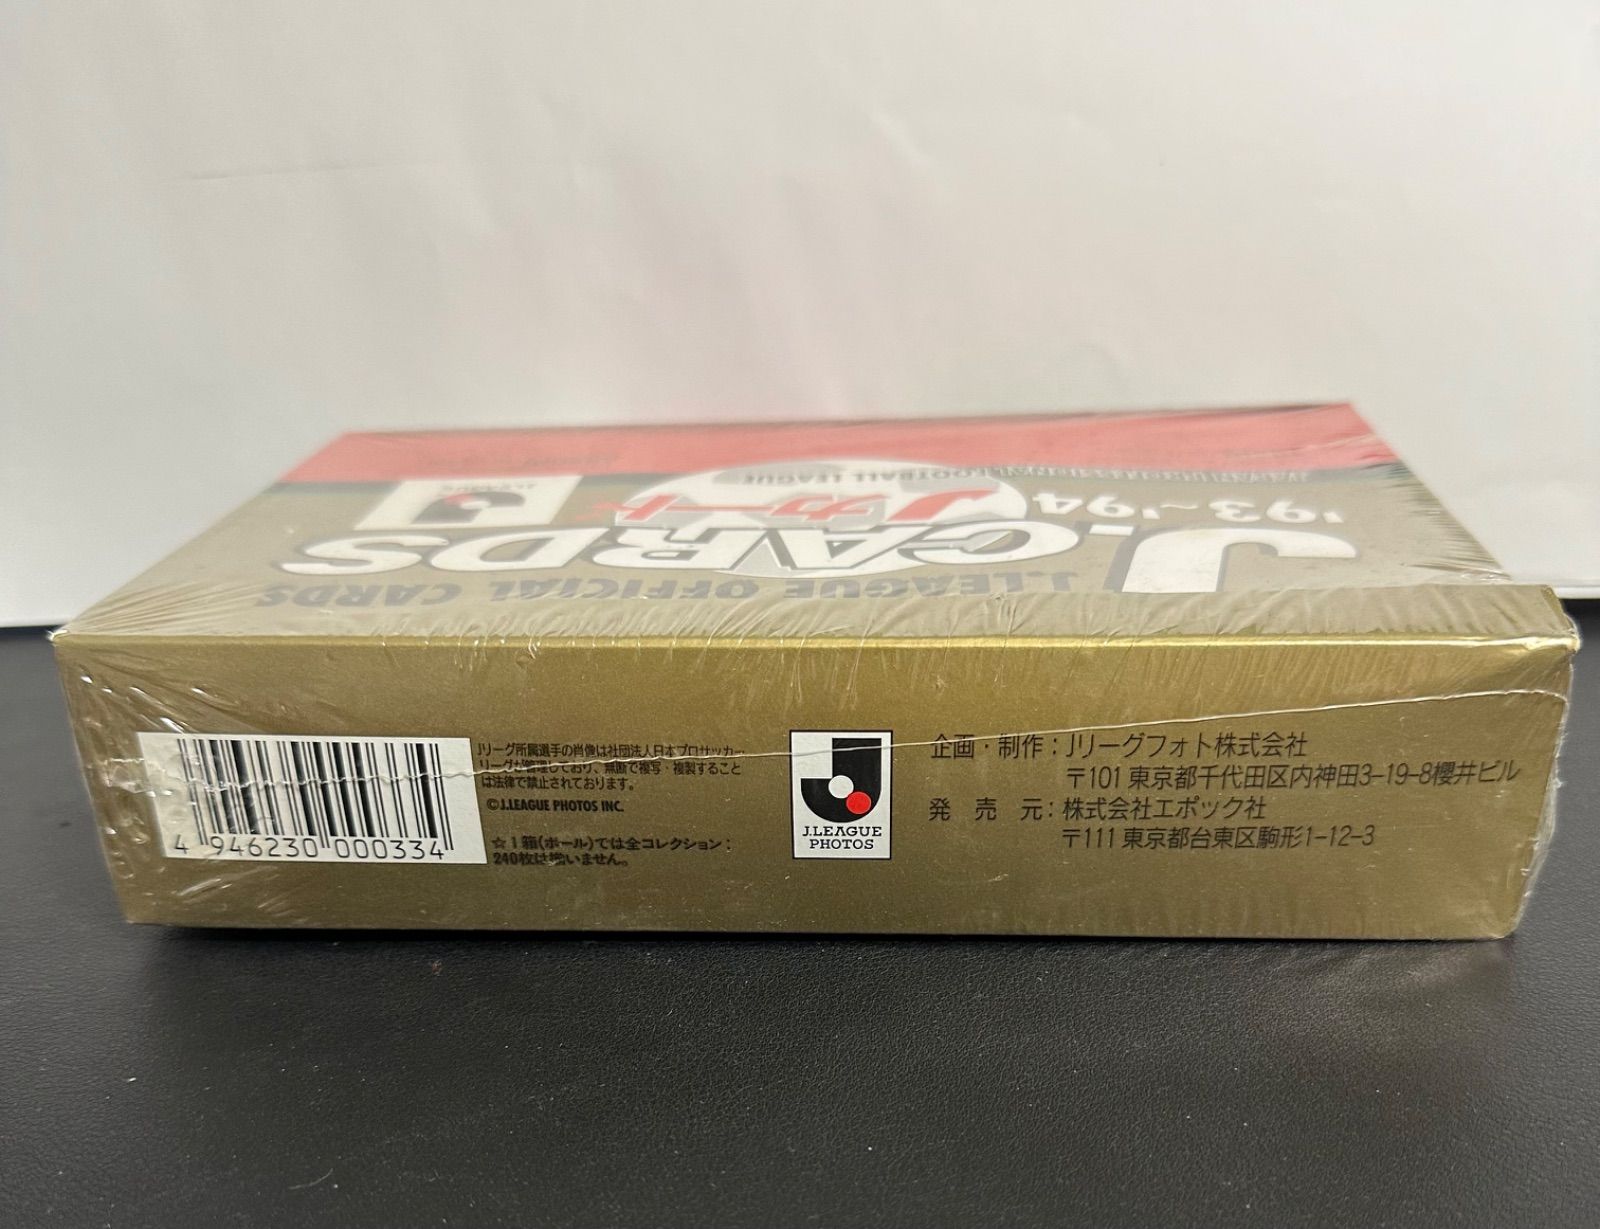 JAPAN PROFESSIONAL FOOTBALL LEAGUE
'93~'94
Jカード
J.LEAGUE
J.CARDS
J.LEAGUE OFFICIAL CARDS
4 946230 000334
Jリーグ所属選手の肖像は社団法人日本プロサッカー
リーグが管理しており、無断で複写・複製すること
は法律で禁止されております。
©J.LEAGUE PHOTOS INC.
☆1箱(ボール)では全コレクション:
240枚は揃いません。
J.LEAGUE
PHOTOS
企画・制作:Jリーグフォト株式会社
〒101 東京都千代田区内神田3-19-8櫻井ビル
発 売 元:株式会社エポック社
〒111 東京都台東区駒形1-12-3